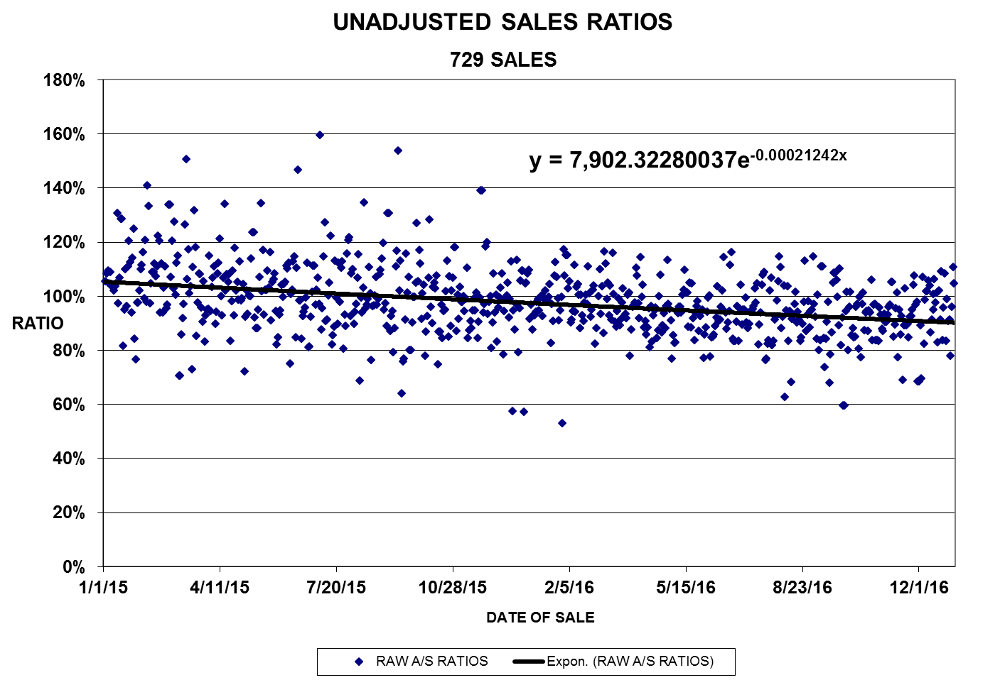 UNADJUSTED SALES RATIOS
729 SALES
180%
160%
y = 7,902.32280037e-0.00021242x
140%
120%
100%
RATIO
80%
60%
40%
20%
0%
1/1/15 4/11/15 7/20/15 10/28/15 2/5/16 5/15/16 8/23/16 12/1/16
DATE OF SALE
RAW A/S RATIOS Expon. (RAW A/S RATIOS)